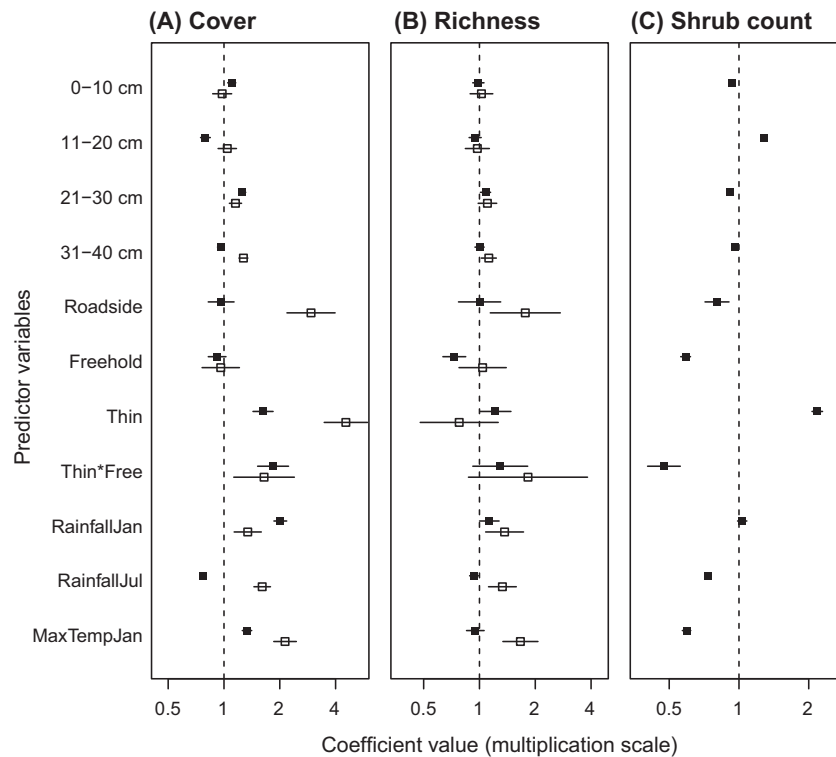 (A) Cover
(B) Richness
(C) Shrub count
Predictor variables
0−10 cm
11−20 cm
21−30 cm
31−40 cm
Roadside
Freehold
Thin
Thin*Free
RainfallJan
RainfallJul
MaxTempJan
0.5 1 2 4
0.5 1 2 4
0.5 1 2
Coefficient value (multiplication scale)